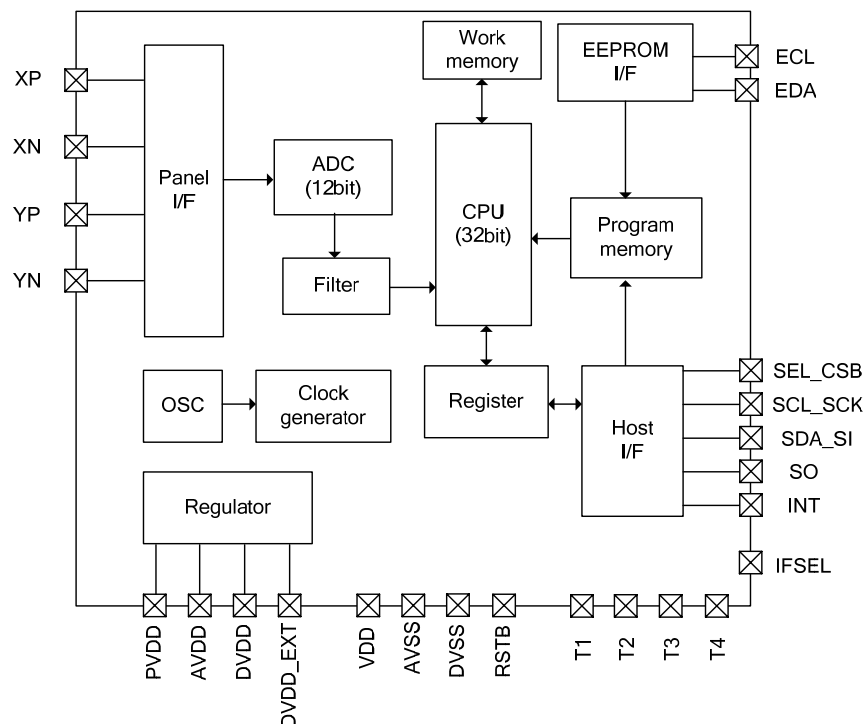 Work
memory
EEPROM
I/F
ECL
EDA
XP
XN
YP
YN
Panel
I/F
ADC
(12bit)
CPU
(32bit)
Program
memory
Filter
OSC
Clock
generator
Register
Host
I/F
SEL_CSB
SCL_SCK
SDA_SI
SO
INT
IFSEL
Regulator
PVDD
AVDD
DVDD
DVDD_EXT
VDD
AVSS
DVSS
RSTB
T1
T2
T3
T4